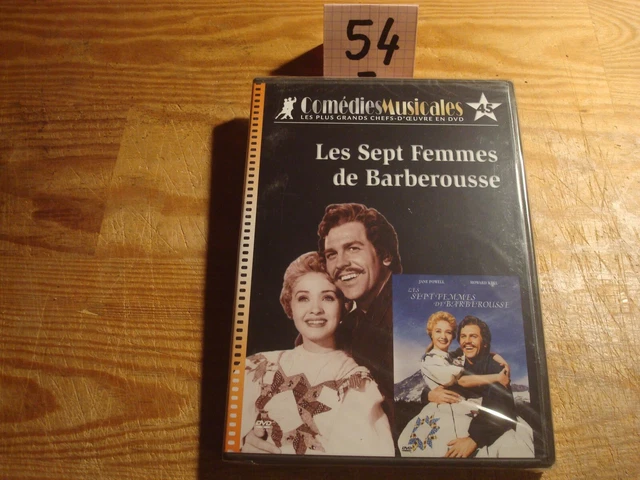 54
ComédiesMusicales
LES PLUS GRANDS CHEFS-D'ŒUVRE EN DVD
45
Les Sept Femmes
de Barberousse
JANE POWELL HOWARD KEEL
LES
SEPT FEMMES
DE BARBEROUSSE
DVD
DVD